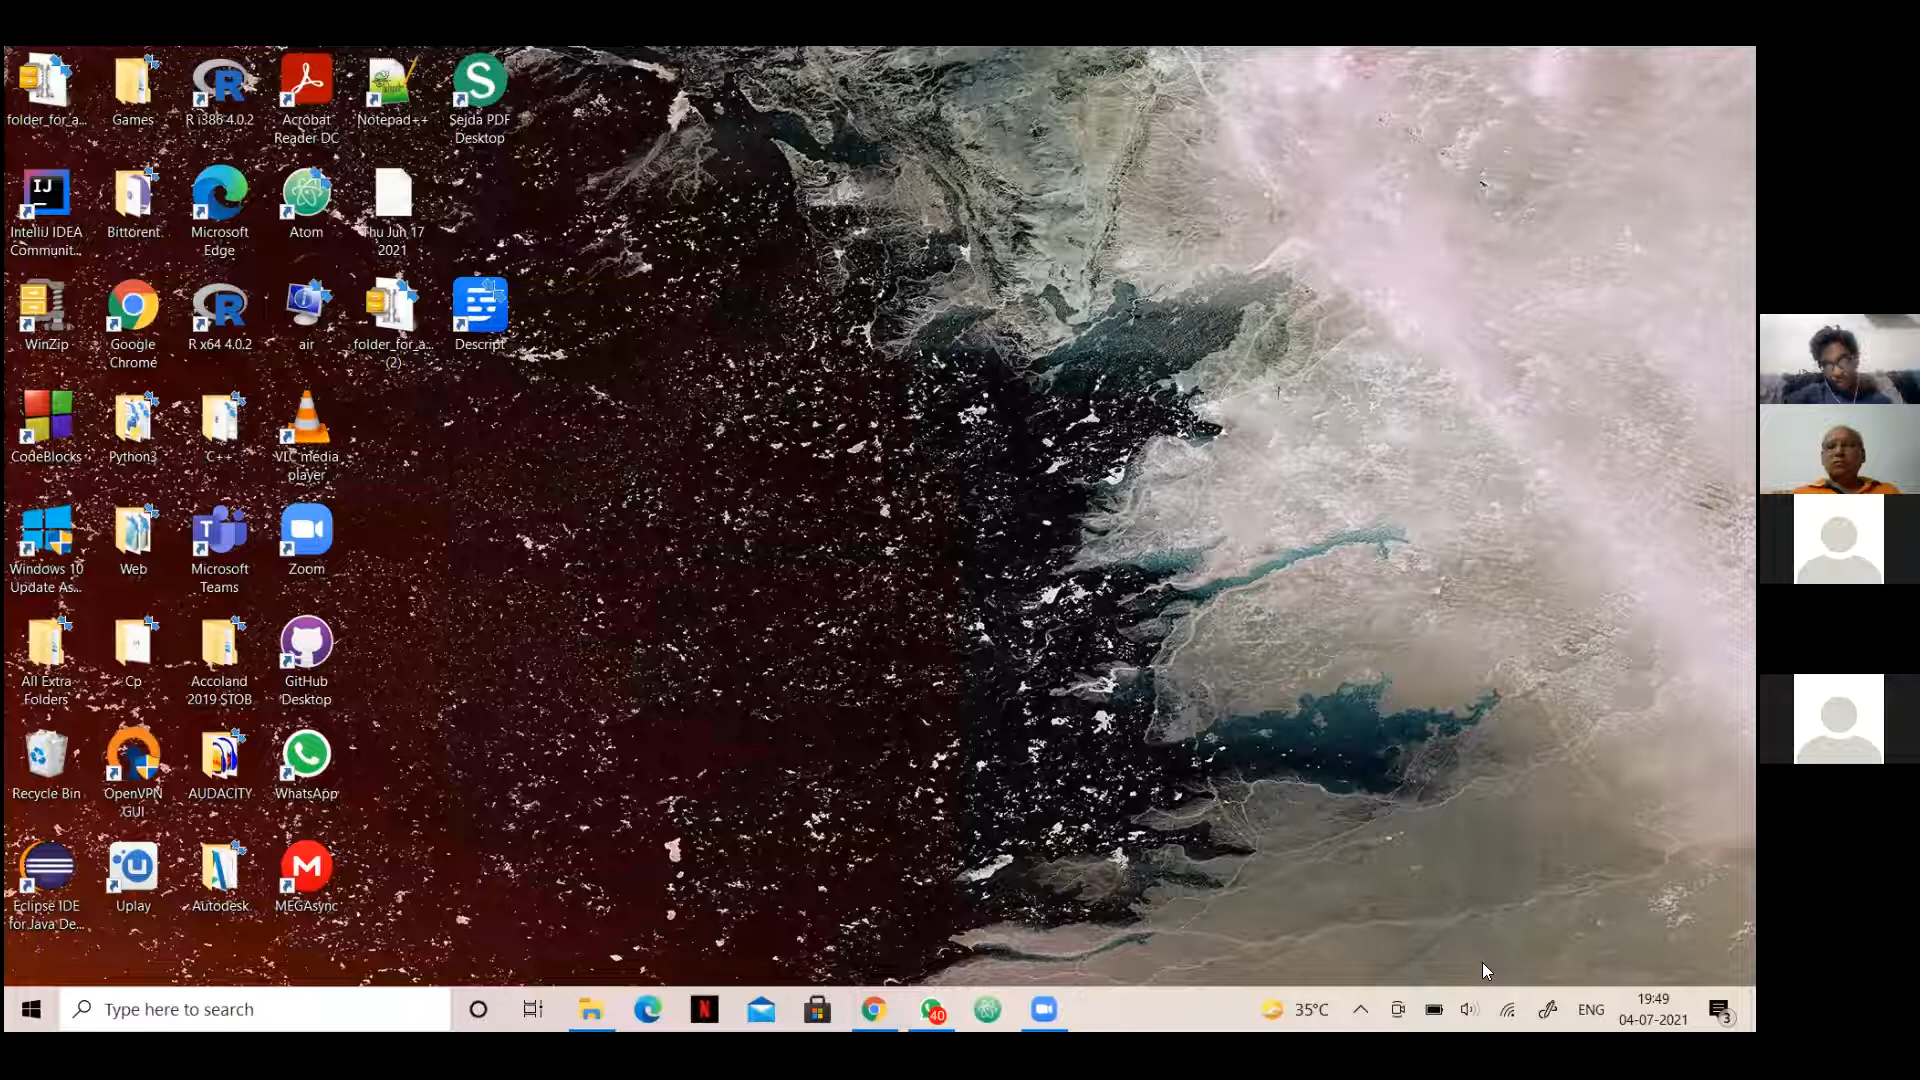 folder_for_a...
Games
R i386 4.0.2
Acrobat
Reader DC
Notepad++
Sejda PDF
Desktop
IntelliJ IDEA
Communit...
Bittorent
Microsoft
Edge
Atom
Thu Jun 17
2021
WinZip
Google
Chrome
R x64 4.0.2
air
folder_for_a...
(2)
Descript
CodeBlocks
Python3
C++
VLC media
player
Windows 10
Update As...
Web
Microsoft
Teams
Zoom
All Extra
Folders
Cp
Accoland
2019 STOB
GitHub
Desktop
Recycle Bin
OpenVPN
GUI
AUDACITY
WhatsApp
Eclipse IDE
for Java De...
Uplay
Autodesk
MEGAsync
Type here to search
40
35°C
ENG
19:49
04-07-2021
3